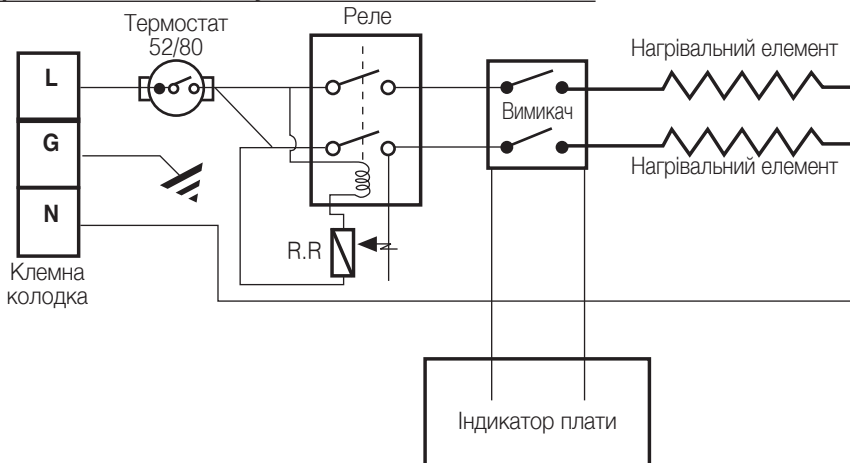 Термостат
52/80
Реле
Нагрівальний елемент
L
Вимикач
G
Нагрівальний елемент
N
R.R
Клемна
колодка
Індикатор плати